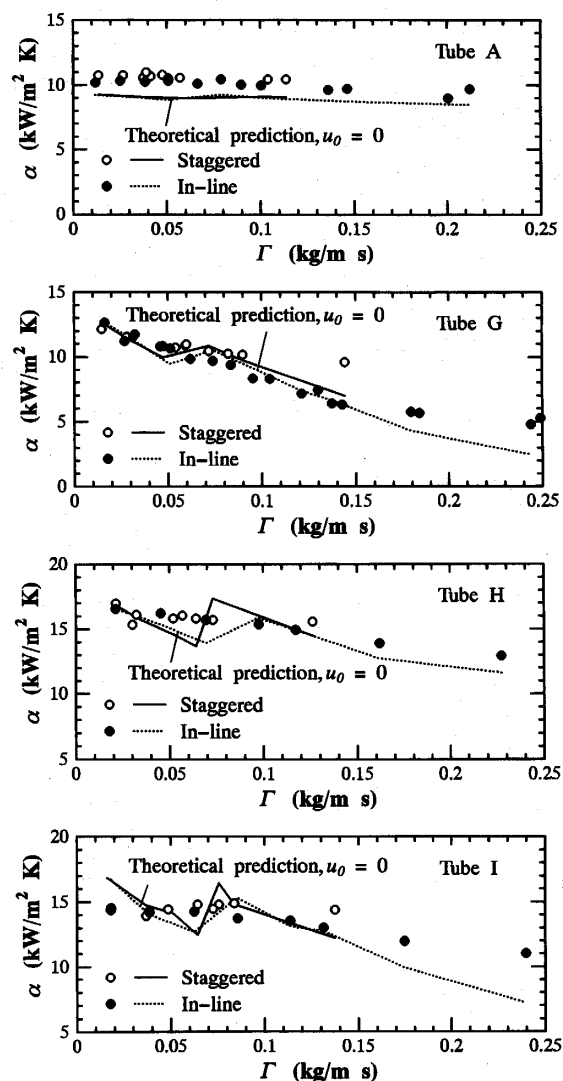 15
Tube A
10
Theoretical prediction, u₀ = 0
5
Staggered
In-line
α (kW/m² K)
0
0 0.05 0.1 0.15 0.2 0.25
Γ (kg/m s)
15
Theoretical prediction, u₀ = 0
Tube G
10
5
Staggered
In-line
α (kW/m² K)
0
0 0.05 0.1 0.15 0.2 0.25
Γ (kg/m s)
20
Tube H
15
Theoretical prediction, u₀ = 0
10
Staggered
In-line
α (kW/m² K)
5
0 0.05 0.1 0.15 0.2 0.25
Γ (kg/m s)
20
Theoretical prediction, u₀ = 0
Tube I
15
10
Staggered
In-line
α (kW/m² K)
5
0 0.05 0.1 0.15 0.2 0.25
Γ (kg/m s)